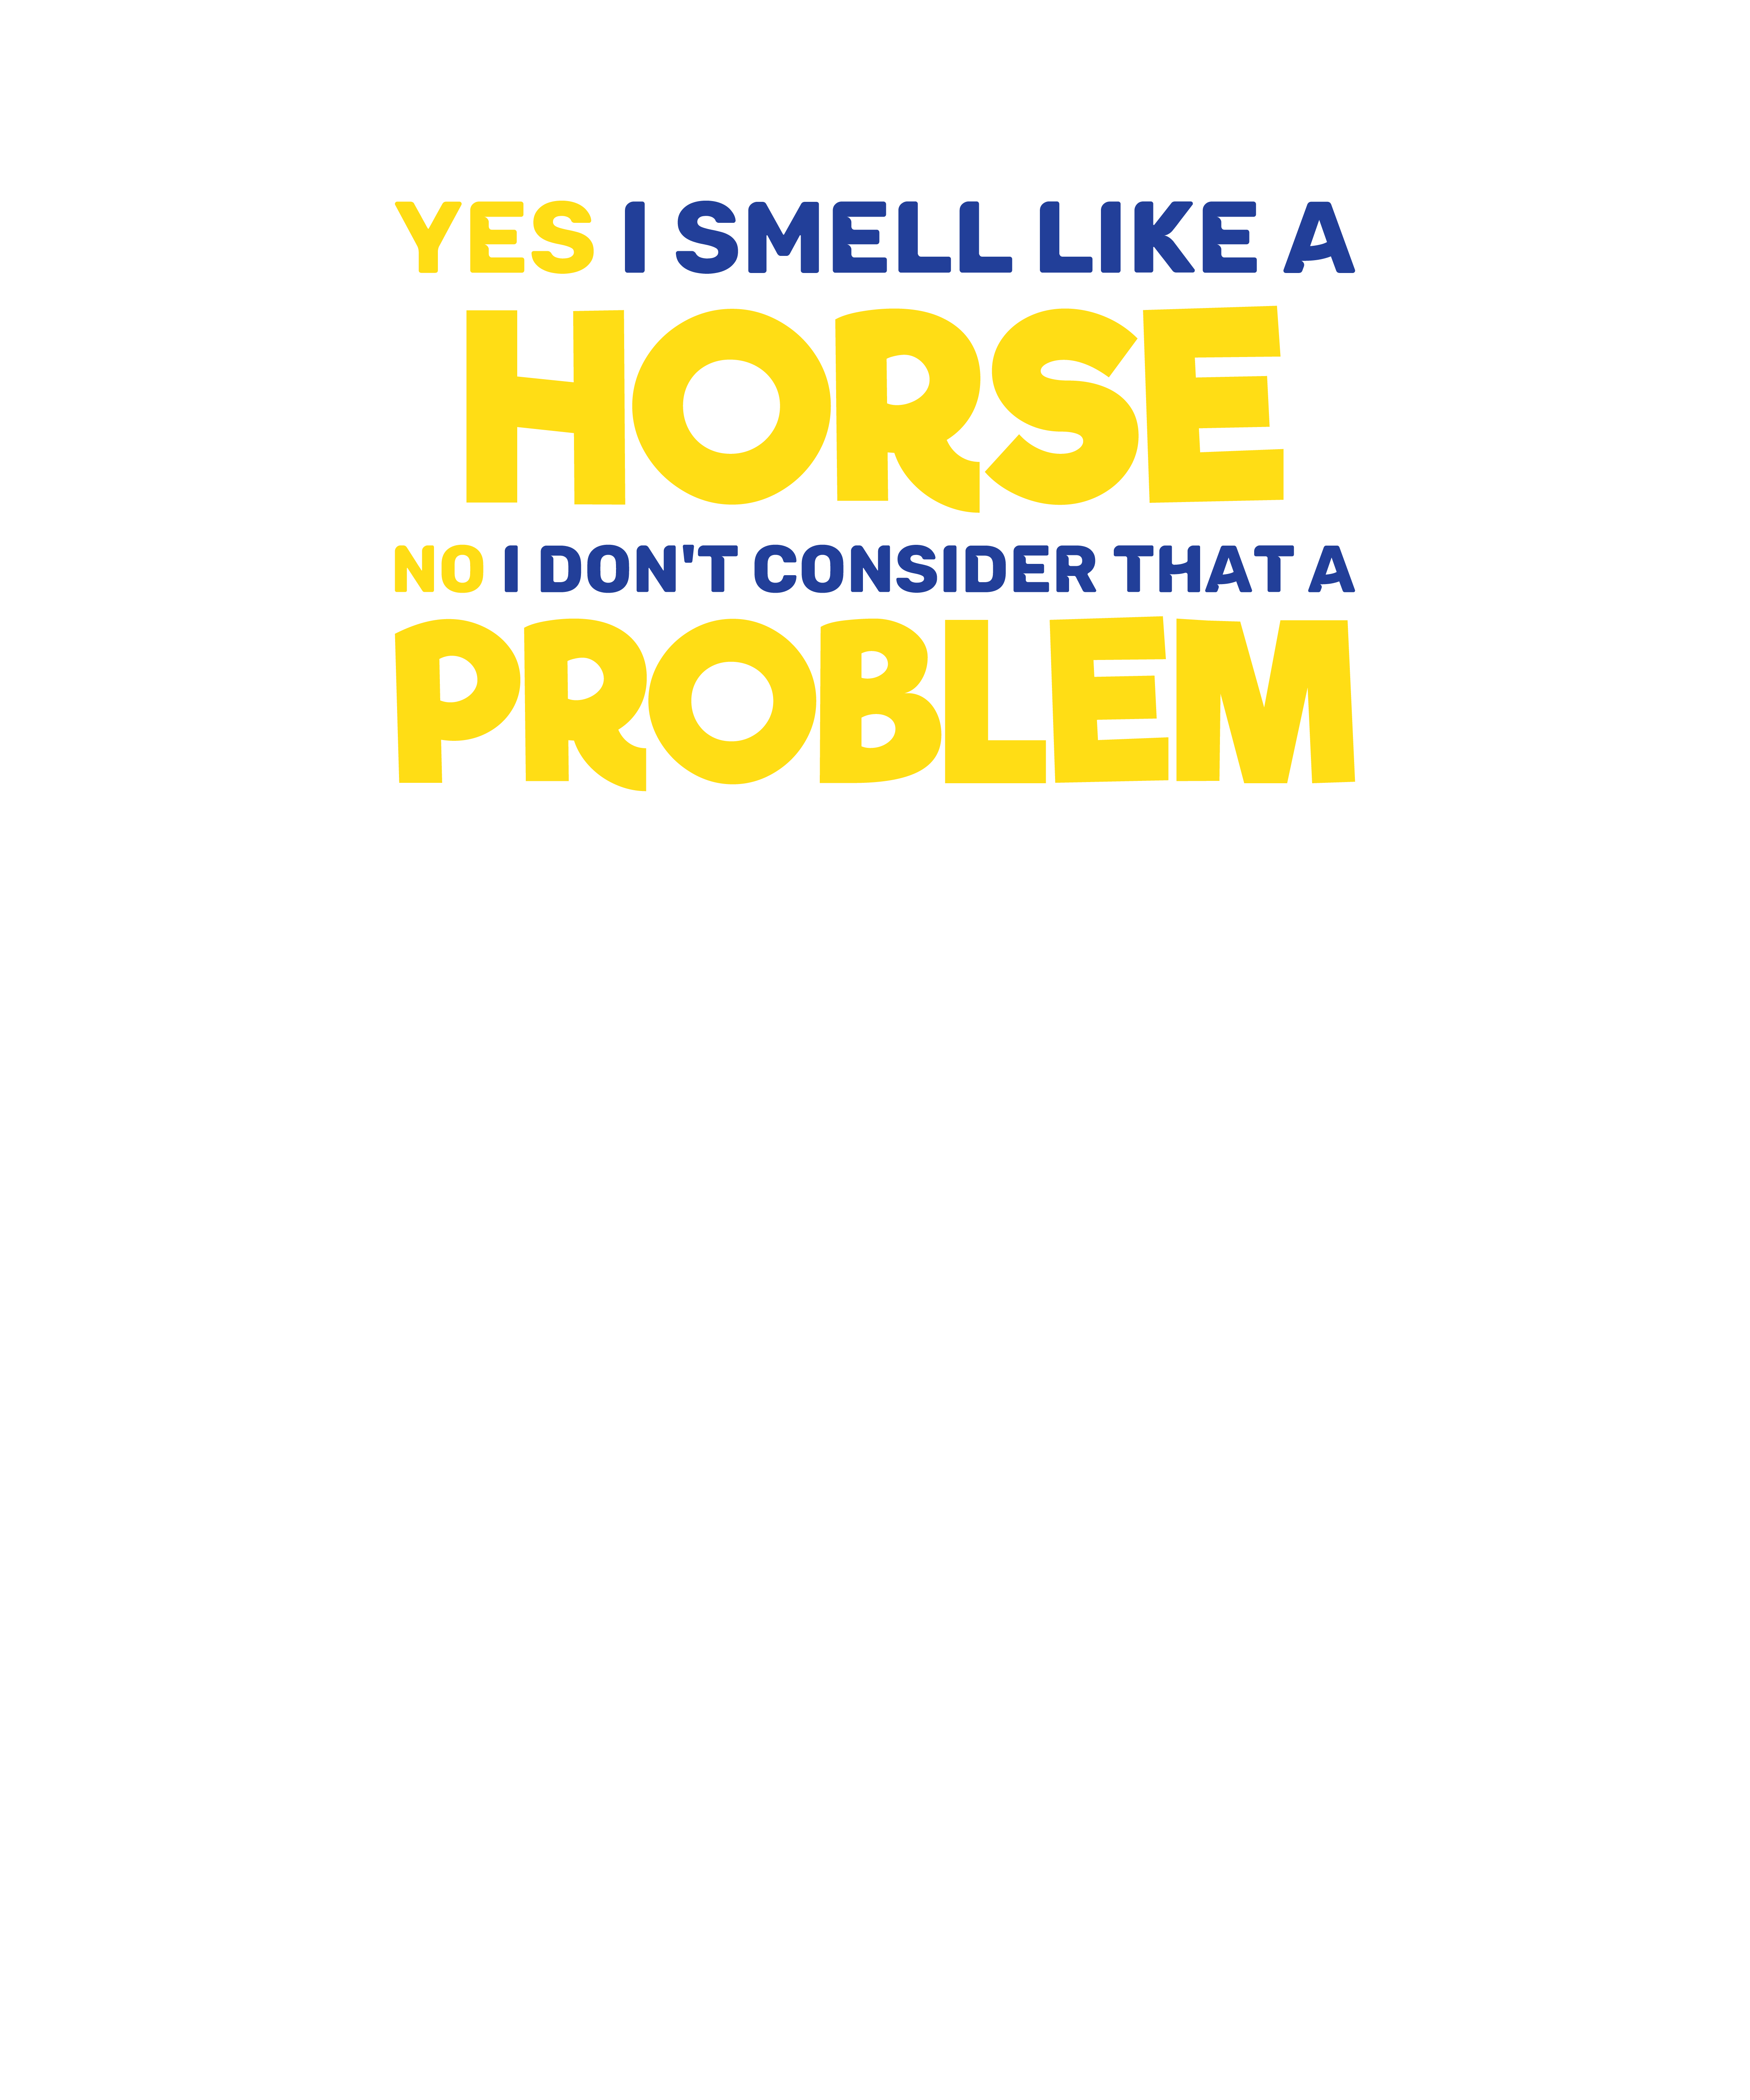 YES I SMELL LIKE A
HORSE
NO I DON'T CONSIDER THAT A
PROBLEM